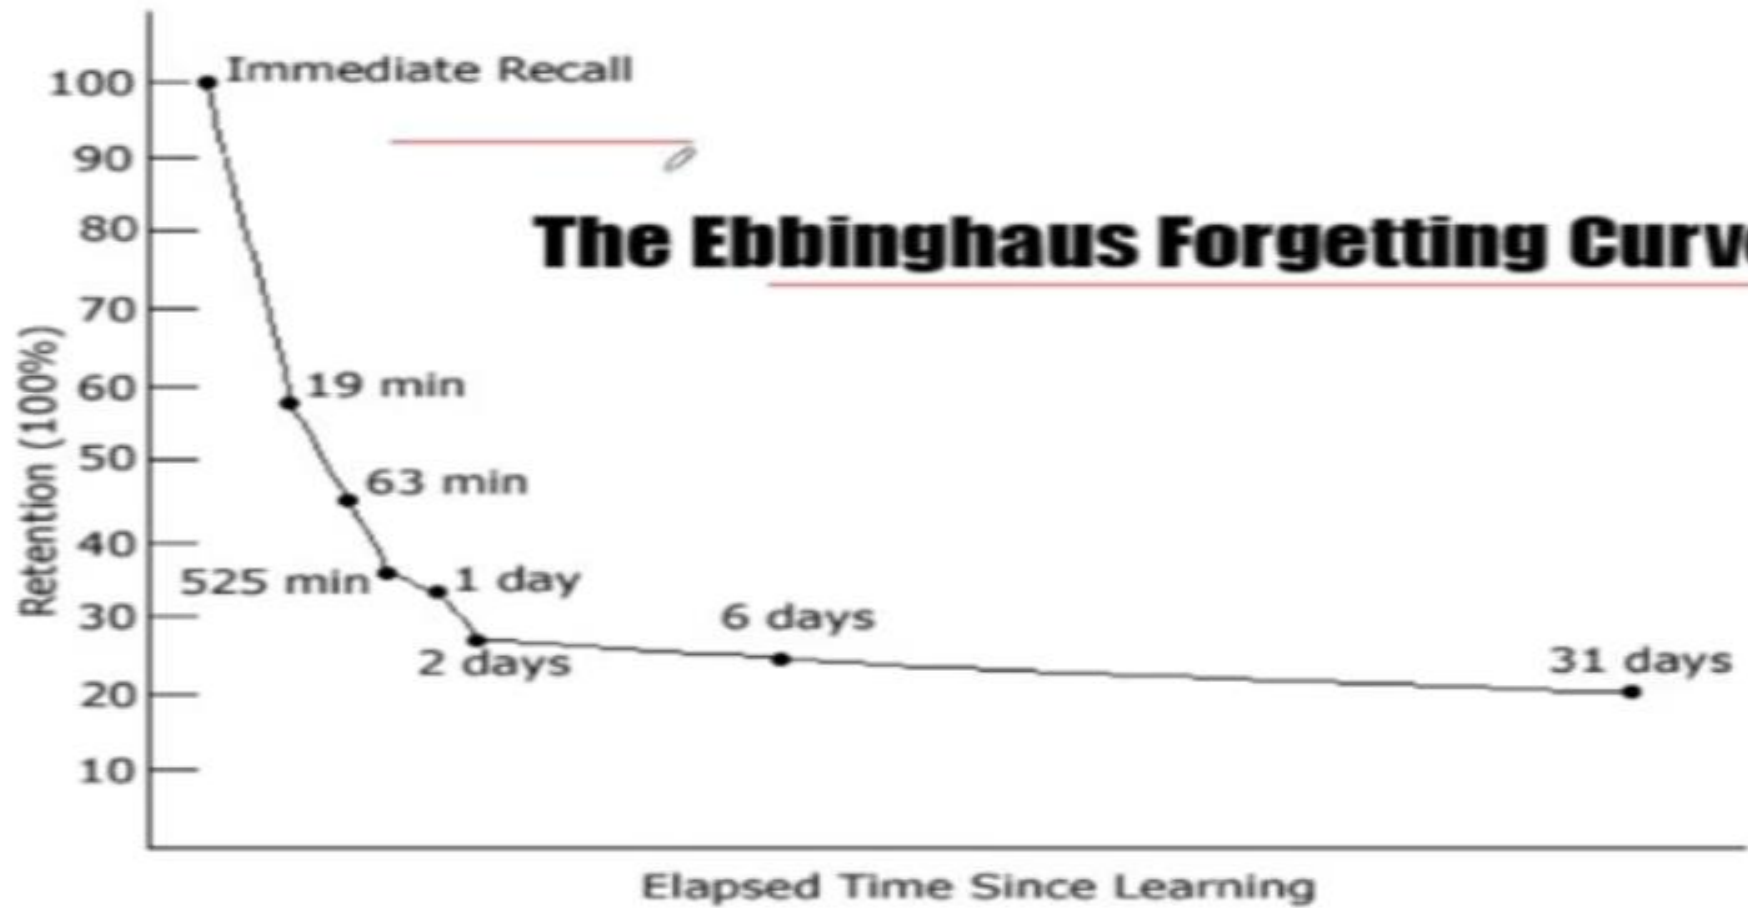 100 Immediate Recall
90
The Ebbinghaus Forgetting Curv
80
70
60 19 min
50
63 min
40
525 min 1 day
30 6 days
2 days 31 days
20
10
Retention (100%)
Elapsed Time Since Learning